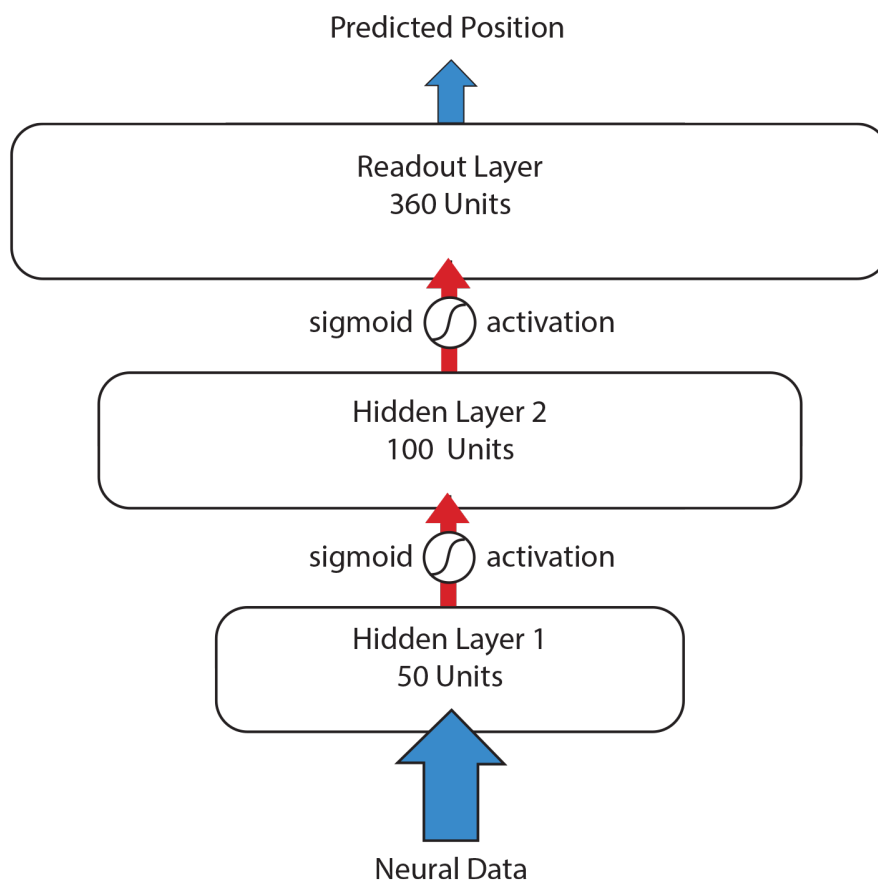 Predicted Position
Readout Layer
360 Units
sigmoid activation
Hidden Layer 2
100 Units
sigmoid activation
Hidden Layer 1
50 Units
Neural Data